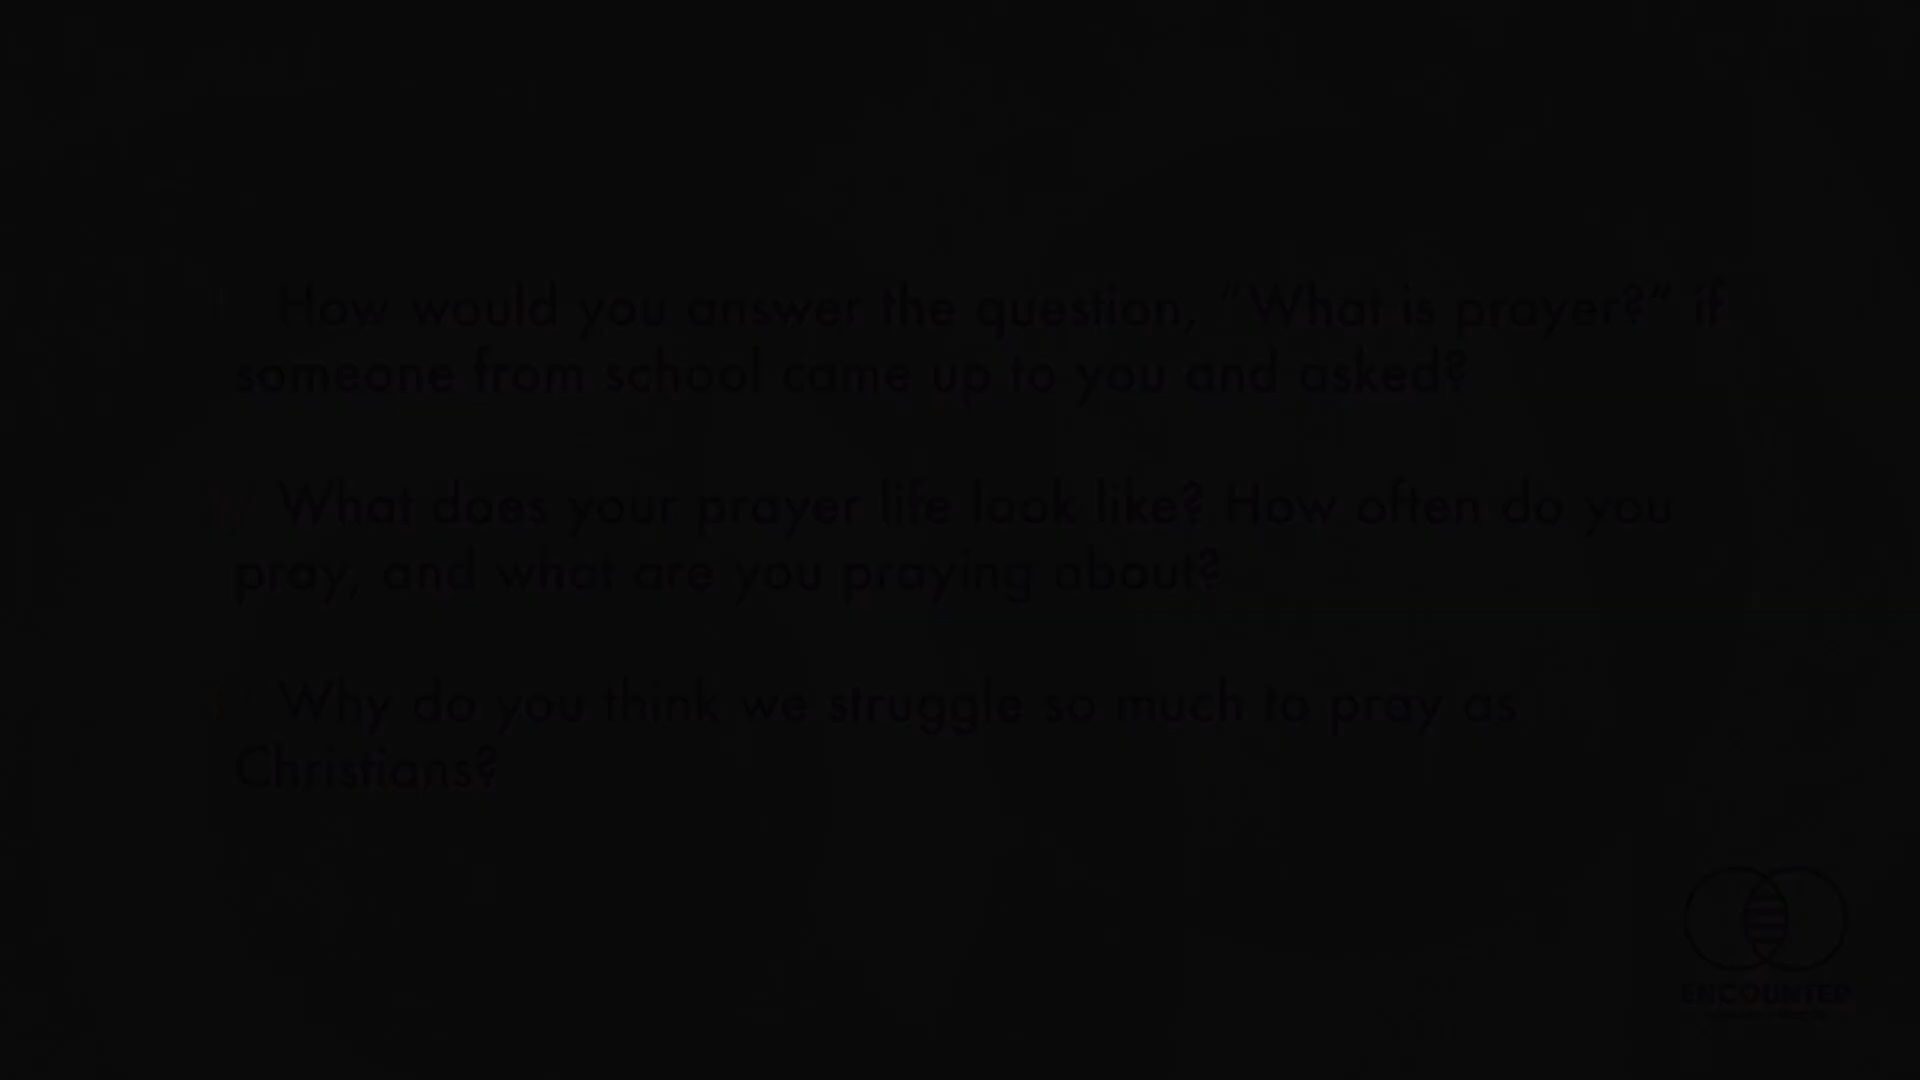 How would you answer the question, "What is prayer?" if
someone from school came up to you and asked?
2/ What does your prayer life look like? How often do you
pray, and what are you praying about?
Why do you think we struggle so much to pray as
Christians?
ENCOUNTER